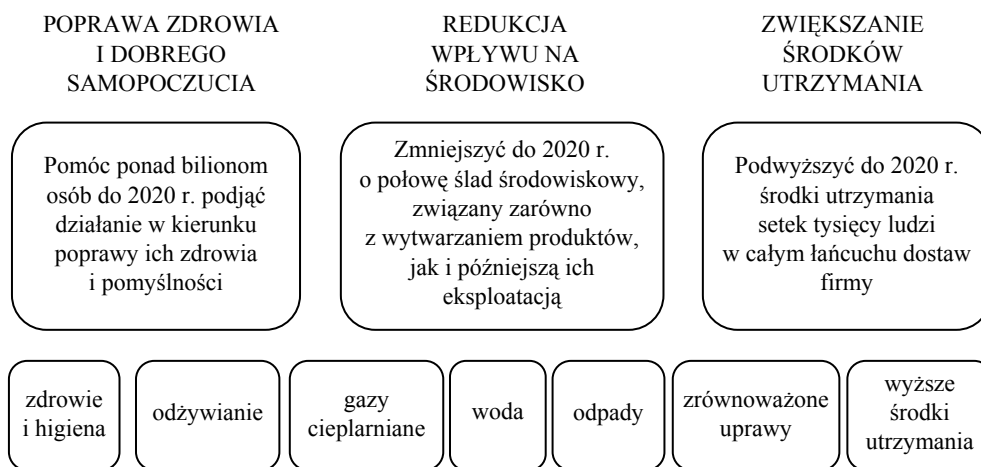 POPRAWA ZDROWIA
I DOBREGO
SAMOPOCZUCIA
REDUKCJA
WPŁYWU NA
ŚRODOWISKO
ZWIĘKSZANIE
ŚRODKÓW
UTRZYMANIA
Pomóc ponad bilionom
osób do 2020 r. podjąć
działanie w kierunku
poprawy ich zdrowia
i pomyślności
Zmniejszyć do 2020 r.
o połowę ślad środowiskowy,
związany zarówno
z wytwarzaniem produktów,
jak i późniejszą ich
eksploatacją
Podwyższyć do 2020 r.
środki utrzymania
setek tysięcy ludzi
w całym łańcuchu dostaw
firmy
zdrowie
i higiena
odżywianie
gazy
cieplarniane
woda
odpady
zrównoważone
uprawy
wyższe
środki
utrzymania